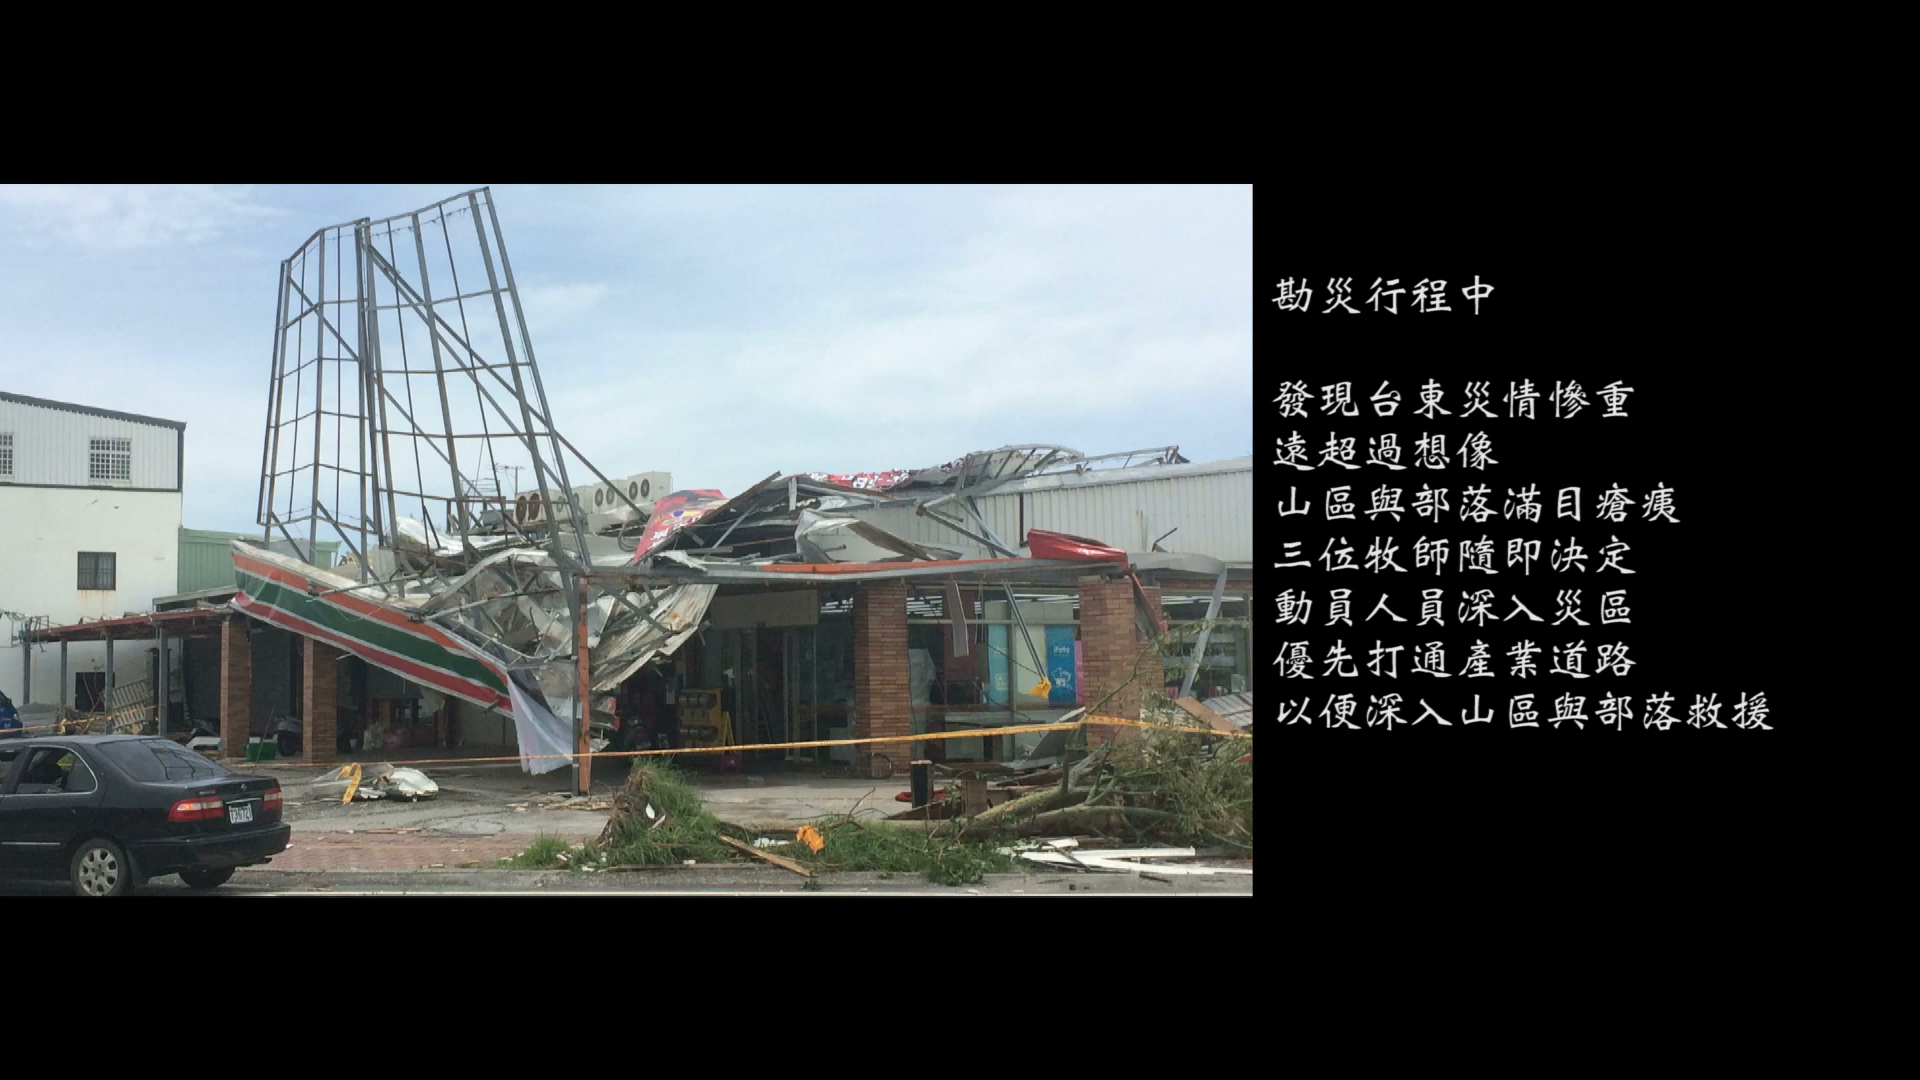 勘災行程中
發現台東災情慘重
遠超過想像
山區與部落滿目瘡痍
三位牧師隨即決定
動員人員深入災區
優先打通產業道路
以便深入山區與部落救援